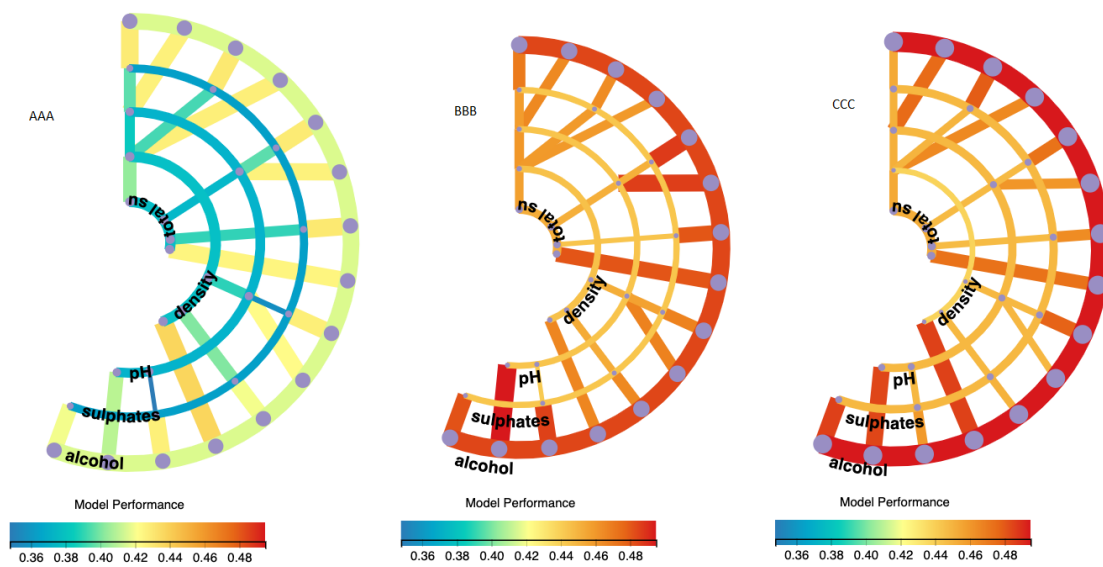 AAA
total su
density
pH
sulphates
alcohol
Model Performance
0.36 0.38 0.40 0.42 0.44 0.46 0.48
BBB
total su
density
pH
sulphates
alcohol
Model Performance
0.36 0.38 0.40 0.42 0.44 0.46 0.48
CCC
total su
density
pH
sulphates
alcohol
Model Performance
0.36 0.38 0.40 0.42 0.44 0.46 0.48